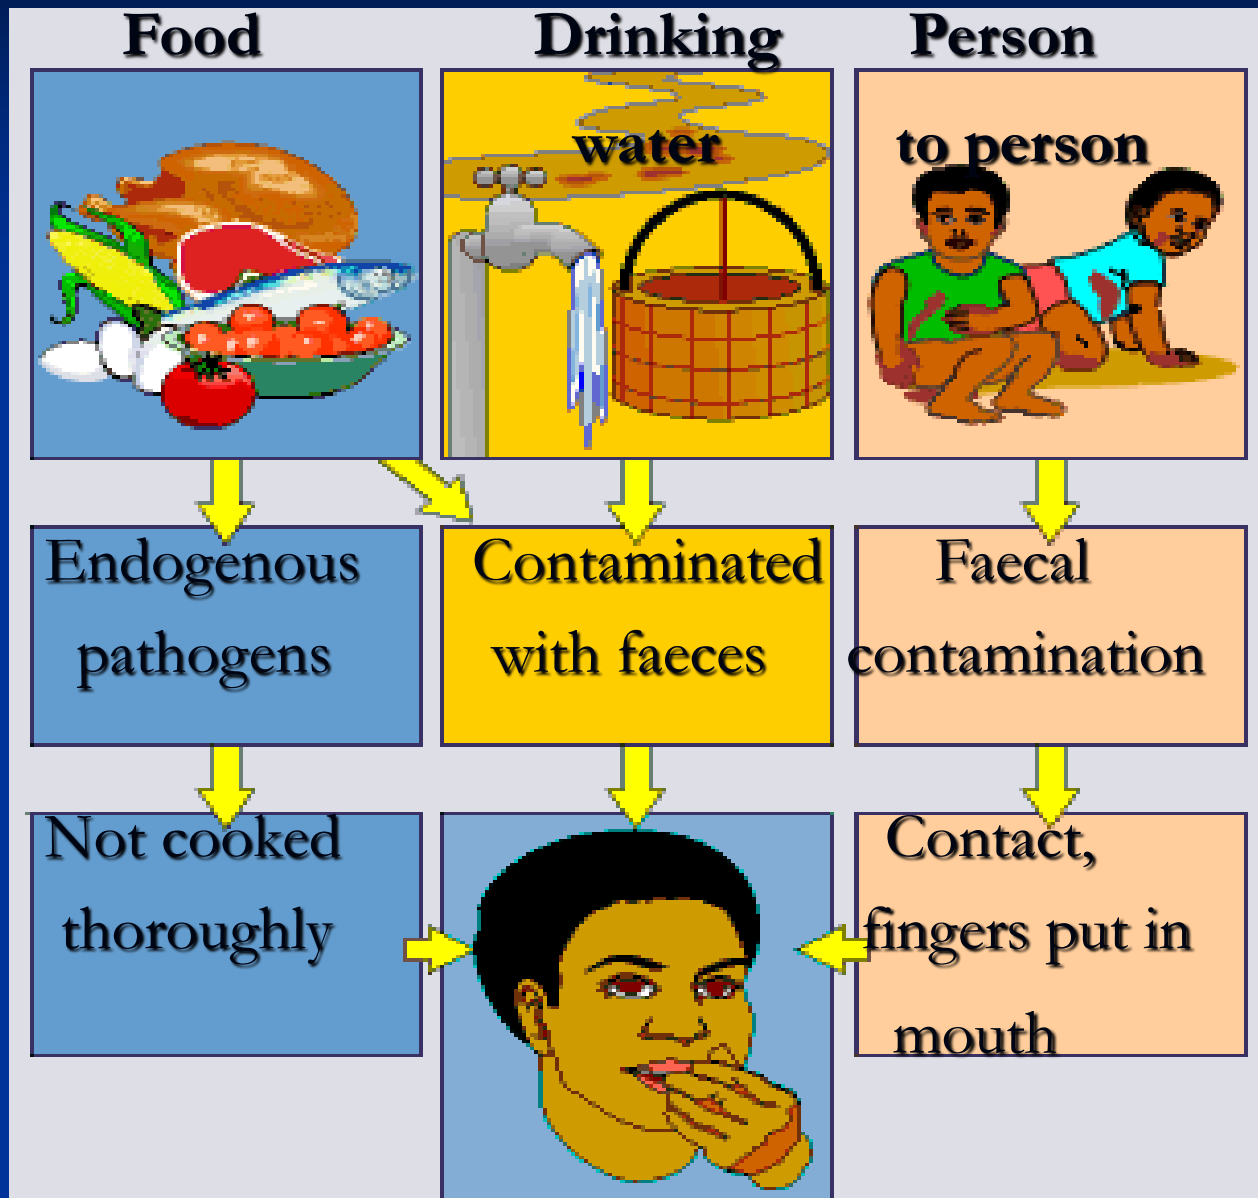 Food
Drinking
water
Person
to person
Endogenous
pathogens
Contaminated
with faeces
Faecal
contamination
Not cooked
thoroughly
Contact,
fingers put in
mouth